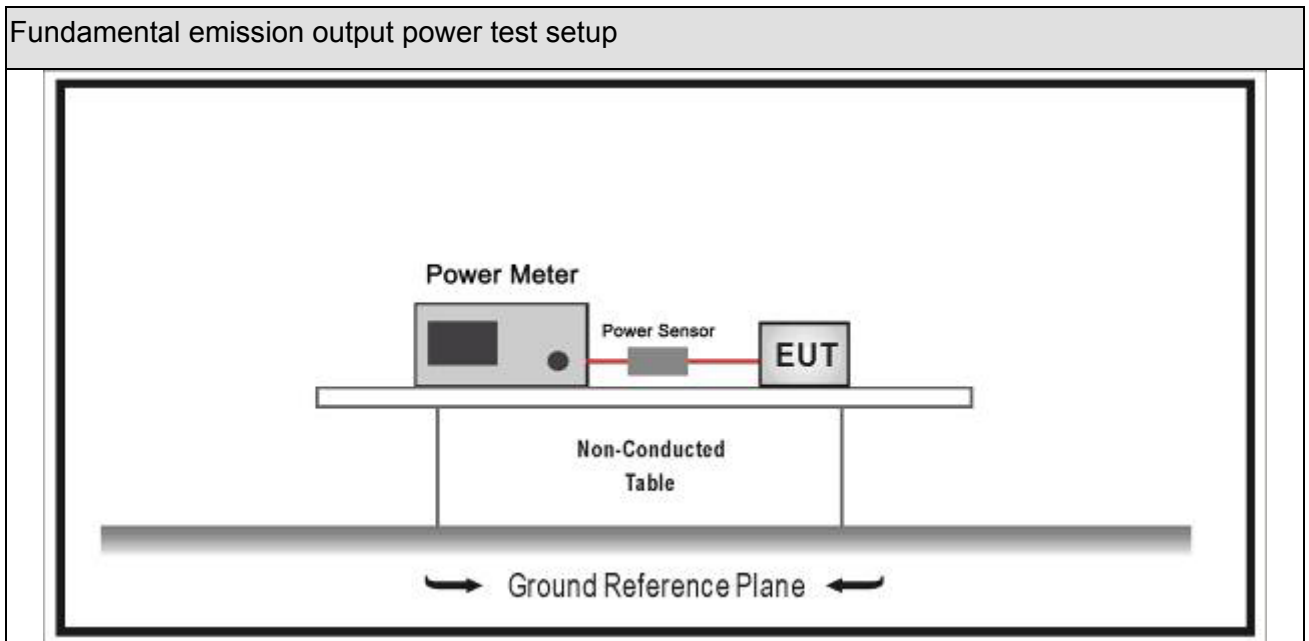 Fundamental emission output power test setup
Power Meter
Power Sensor
EUT
Non-Conducted
Table
Ground Reference Plane